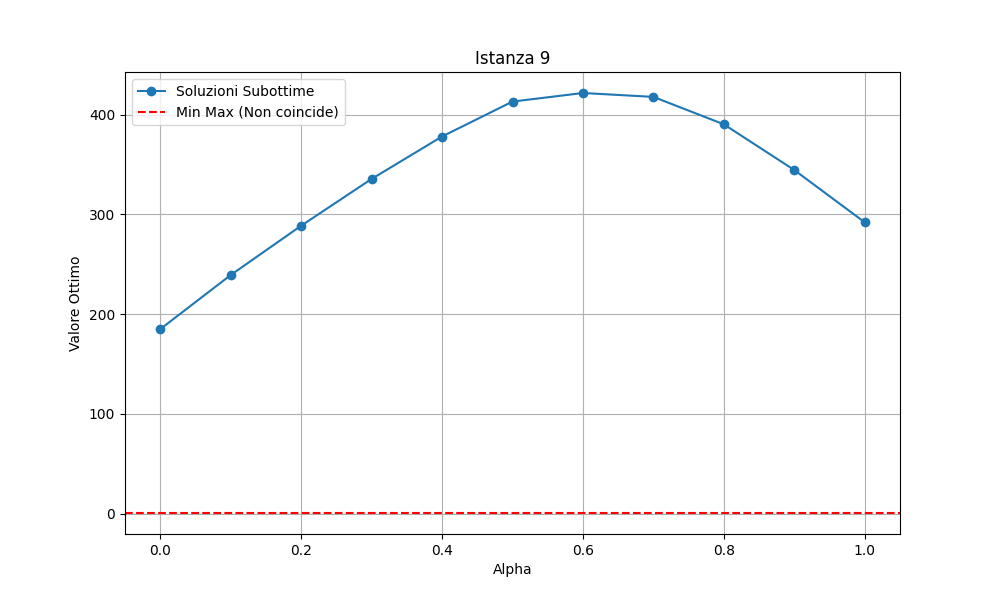 Istanza 9
Soluzioni Subottime
Min Max (Non coincide)
Valore Ottimo
400
300
200
100
0
0.0 0.2 0.4 0.6 0.8 1.0
Alpha